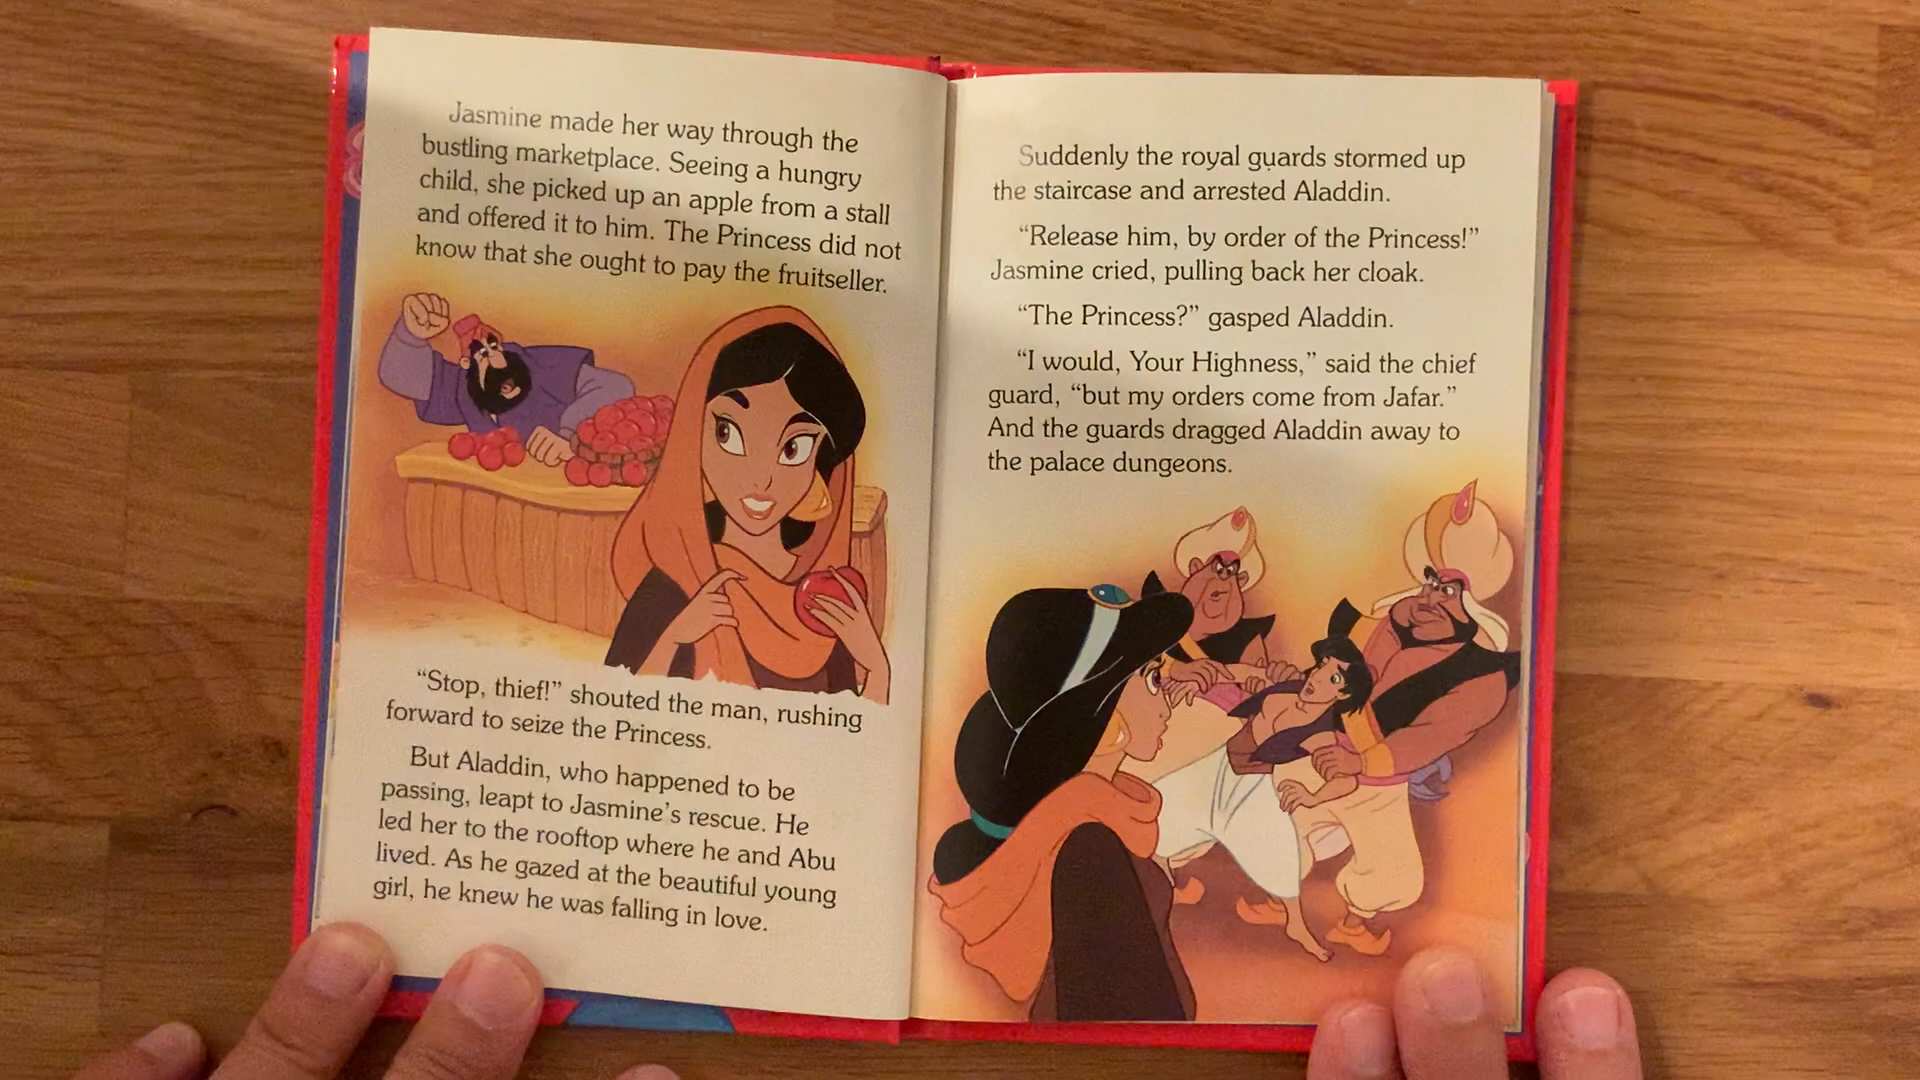 Jasmine made her way through the
bustling marketplace. Seeing a hungry
child, she picked up an apple from a stall
and offered it to him. The Princess did not
know that she ought to pay the fruitseller.
“Stop, thief!” shouted the man, rushing
forward to seize the Princess.
But Aladdin, who happened to be
passing, leapt to Jasmine’s rescue. He
led her to the rooftop where he and Abu
lived. As he gazed at the beautiful young
girl, he knew he was falling in love.
Suddenly the royal guards stormed up
the staircase and arrested Aladdin.
“Release him, by order of the Princess!”
Jasmine cried, pulling back her cloak.
“The Princess?” gasped Aladdin.
“I would, Your Highness,” said the chief
guard, “but my orders come from Jafar.”
And the guards dragged Aladdin away to
the palace dungeons.